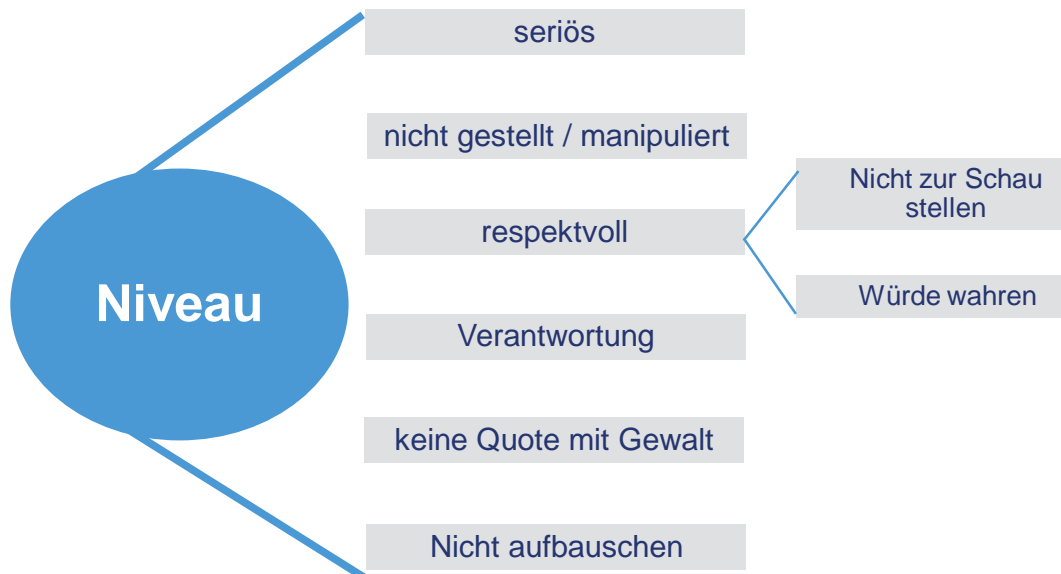 seriös
nicht gestellt / manipuliert
Nicht zur Schau
stellen
respektvoll
Niveau
Würde wahren
Verantwortung
keine Quote mit Gewalt
Nicht aufbauschen